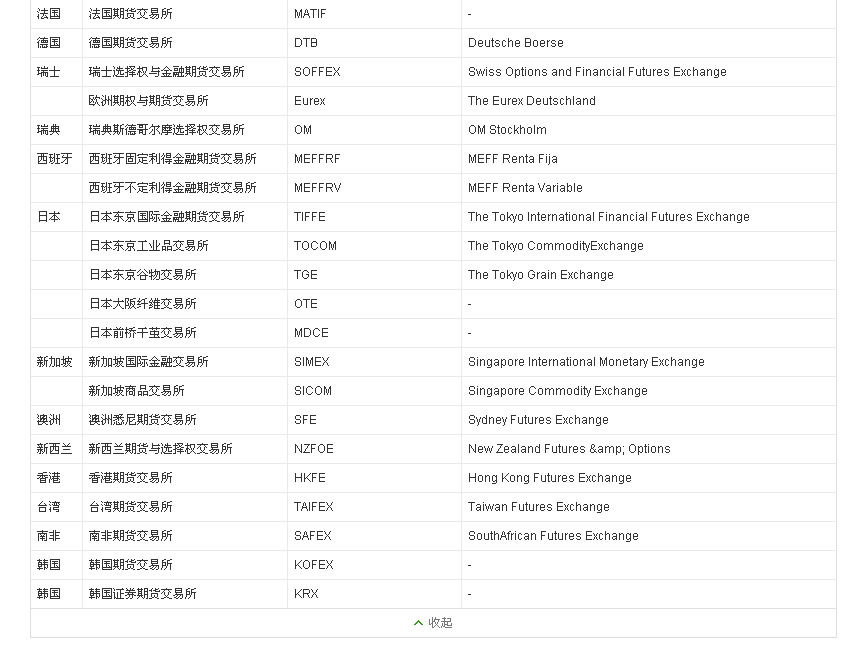 法国 法国期货交易所 MATIF -
德国 德国期货交易所 DTB Deutsche Boerse
瑞士 瑞士选择权与金融期货交易所 SOFFEX Swiss Options and Financial Futures Exchange
欧洲期权与期货交易所 Eurex The Eurex Deutschland
瑞典 瑞典斯德哥尔摩选择权交易所 OM OM Stockholm
西班牙 西班牙固定利得金融期货交易所 MEFFRF MEFF Renta Fija
西班牙不定利得金融期货交易所 MEFFRV MEFF Renta Variable
日本 日本东京国际金融期货交易所 TIFFE The Tokyo International Financial Futures Exchange
日本东京工业品交易所 TOCOM The Tokyo CommodityExchange
日本东京谷物交易所 TGE The Tokyo Grain Exchange
日本大阪纤维交易所 OTE -
日本前桥干茧交易所 MDCE -
新加坡 新加坡国际金融交易所 SIMEX Singapore International Monetary Exchange
新加坡商品交易所 SICOM Singapore Commodity Exchange
澳洲 澳洲悉尼期货交易所 SFE Sydney Futures Exchange
新西兰 新西兰期货与选择权交易所 NZFOE New Zealand Futures &amp; Options
香港 香港期货交易所 HKFE Hong Kong Futures Exchange
台湾 台湾期货交易所 TAIFEX Taiwan Futures Exchange
南非 南非期货交易所 SAFEX SouthAfrican Futures Exchange
韩国 韩国期货交易所 KOFEX -
韩国 韩国证券期货交易所 KRX -
收起